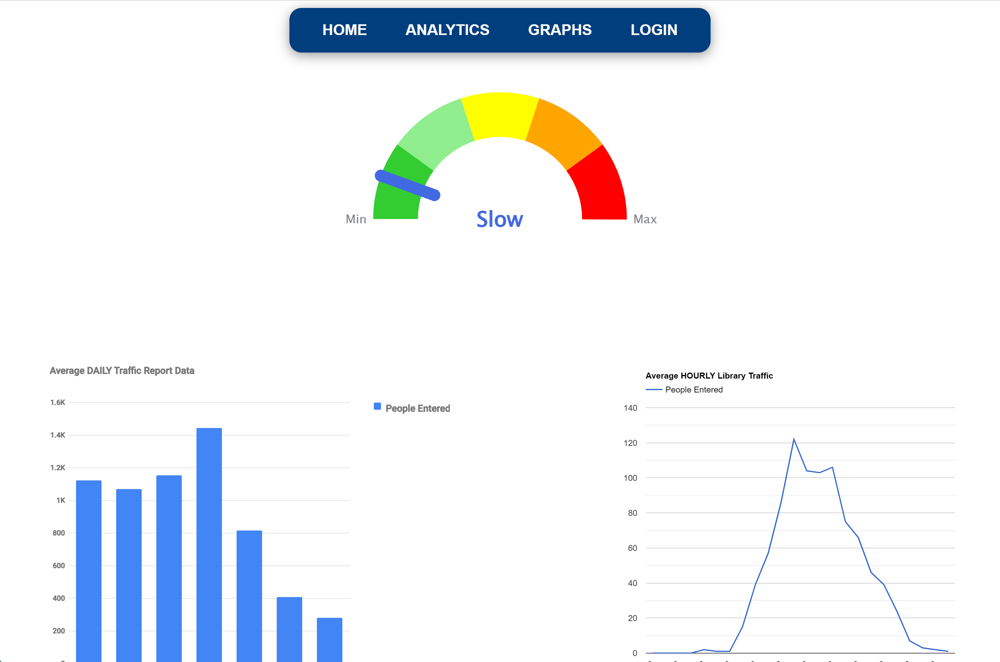 HOME ANALYTICS GRAPHS LOGIN
Min Slow Max
Average DAILY Traffic Report Data
1.6K
1.4K
1.2K
1K
800
600
400
200
People Entered
Average HOURLY Library Traffic
People Entered
140
120
100
80
60
40
20
0